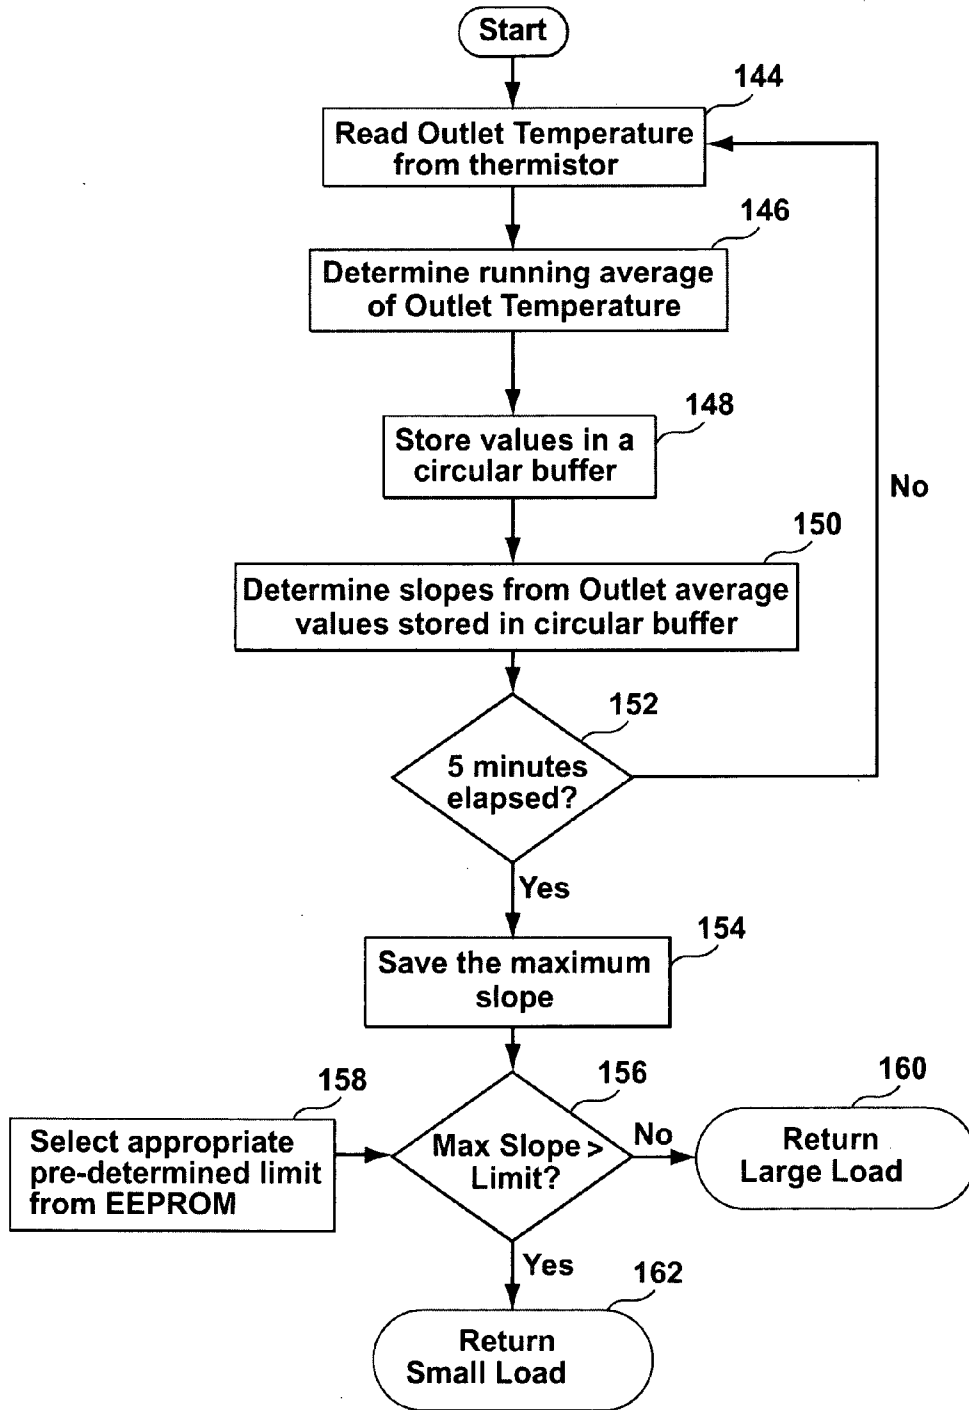 Start
144
Read Outlet Temperature
from thermistor
146
Determine running average
of Outlet Temperature
148
Store values in a
circular buffer
No
150
Determine slopes from Outlet average
values stored in circular buffer
152
5 minutes
elapsed?
Yes
154
Save the maximum
slope
158
Select appropriate
pre-determined limit
from EEPROM
156
Max Slope >
Limit?
No
160
Return
Large Load
Yes
162
Return
Small Load